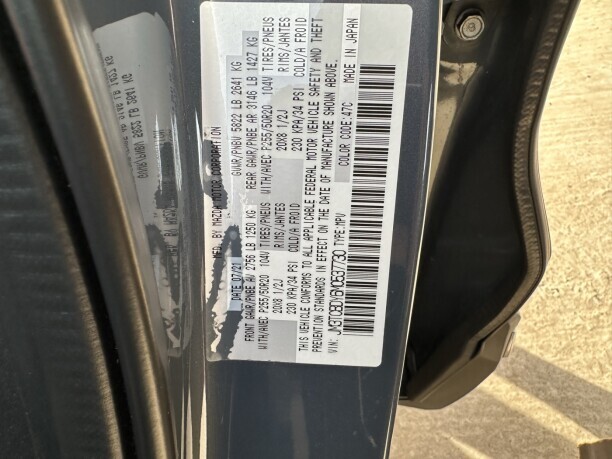 MFD. BY MAZDA MOTOR CORPORATION
DATE 07/21 GVWR/PNBV 5822 LB 2641 KG
FRONT GAWR/PNBE AV 2756 LB 1250 KG REAR GAWR/PNBE AR 3146 LB 1427 KG
WITH/AVEC P255/50R20 104V TIRES/PNEUS WITH/AVEC P255/50R20 104V TIRES/PNEUS
20X8 1/2J RIMS/JANTES 20X8 1/2J RIMS/JANTES
230 KPA/34 PSI COLD/A FROID 230 KPA/34 PSI COLD/A FROID
THIS VEHICLE CONFORMS TO ALL APPLICABLE FEDERAL MOTOR VEHICLE SAFETY AND THEFT
PREVENTION STANDARDS IN EFFECT ON THE DATE OF MANUFACTURE SHOWN ABOVE.
VIN: TYPE:MPV COLOR CODE:47C MADE IN JAPAN